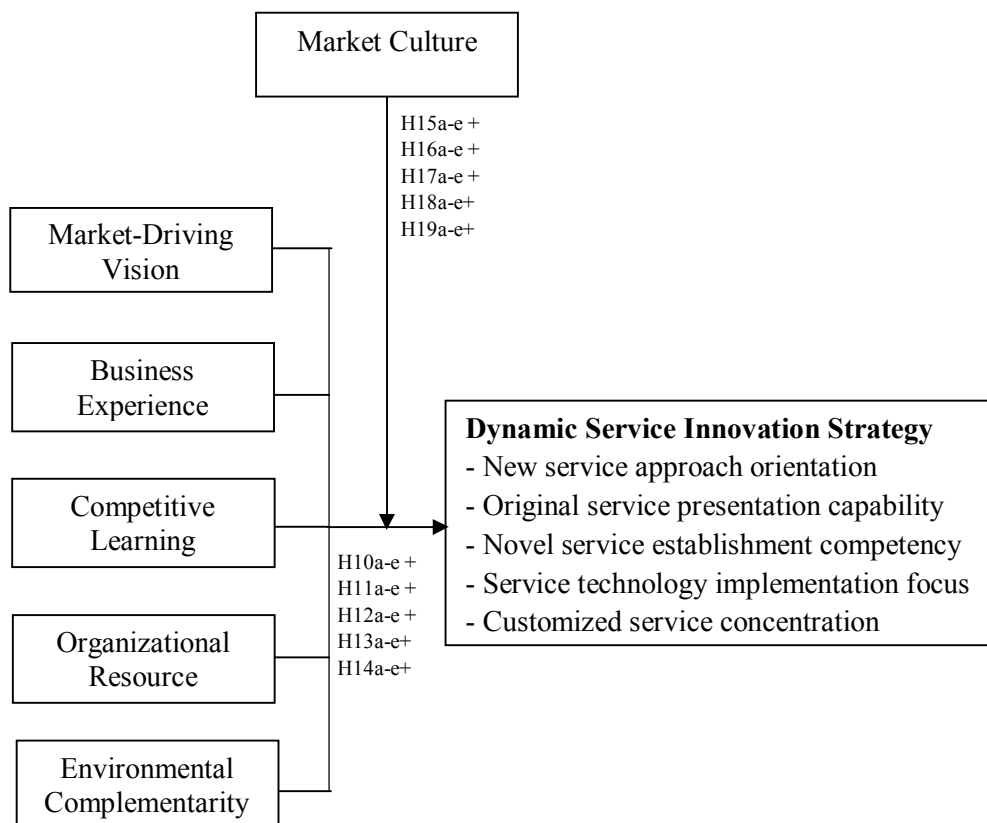 Market Culture
H15a-e +
H16a-e +
H17a-e +
H18a-e+
H19a-e+
Market-Driving
Vision
Business
Experience
Competitive
Learning
Organizational
Resource
Environmental
Complementarity
H10a-e +
H11a-e +
H12a-e +
H13a-e+
H14a-e+
Dynamic Service Innovation Strategy
- New service approach orientation
- Original service presentation capability
- Novel service establishment competency
- Service technology implementation focus
- Customized service concentration